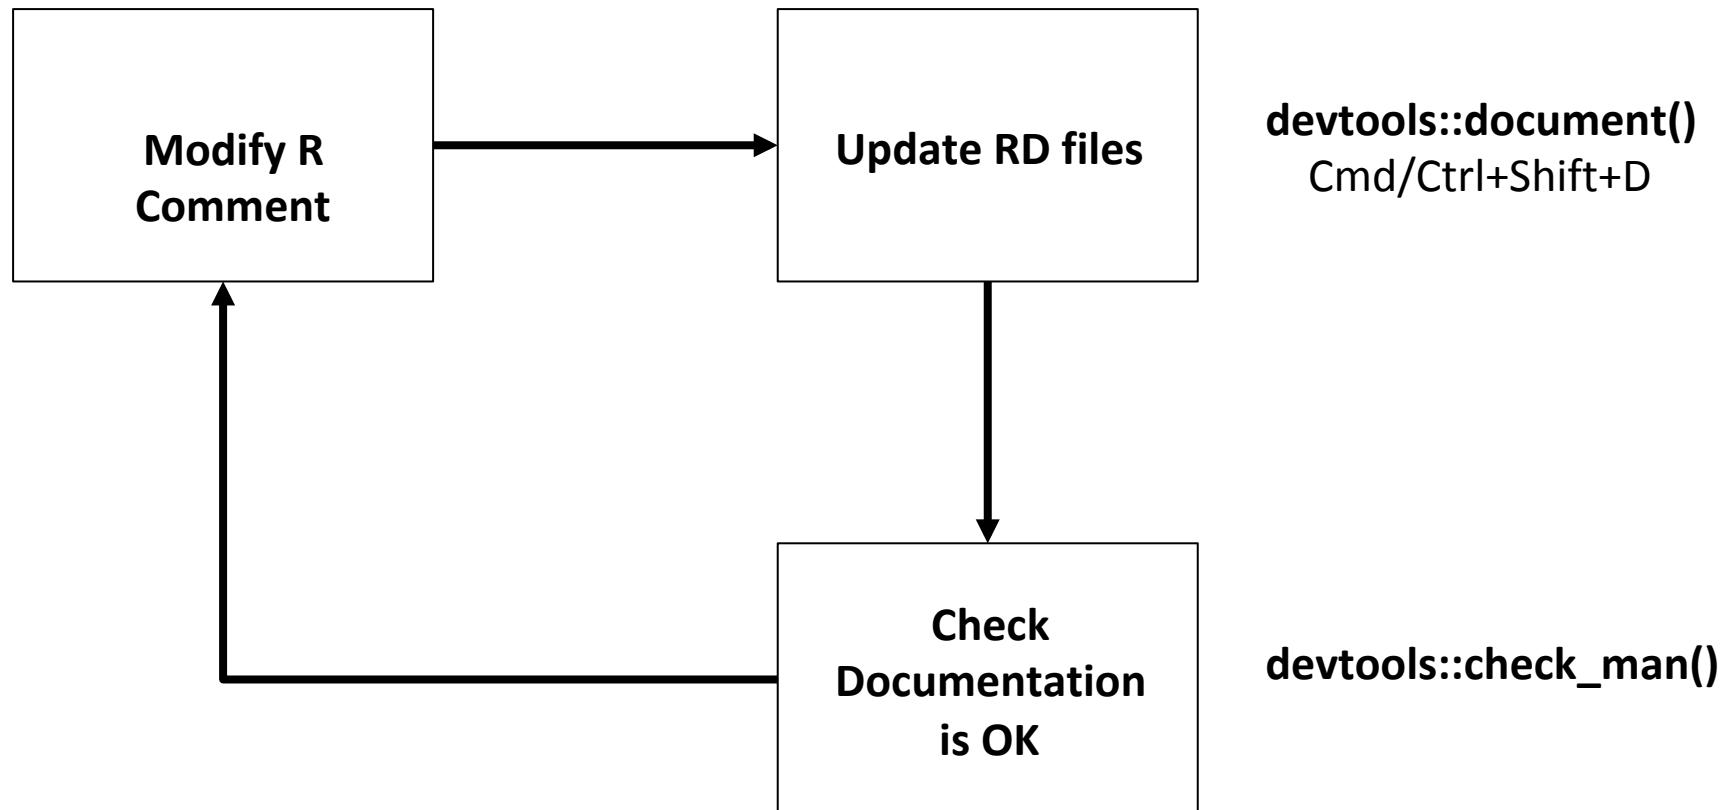 Modify R
Comment
Update RD files
devtools::document()
Cmd/Ctrl+Shift+D
Check
Documentation
is OK
devtools::check_man()